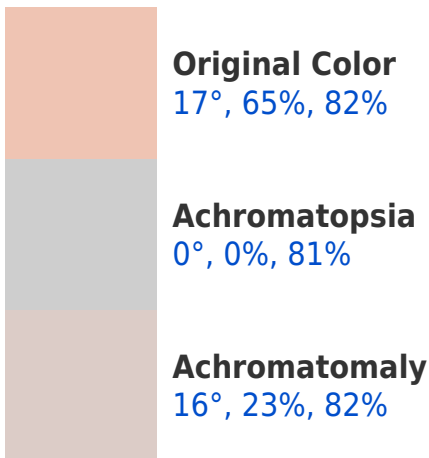 Original Color
17°, 65%, 82%
Achromatopsia
0°, 0%, 81%
Achromatomaly
16°, 23%, 82%